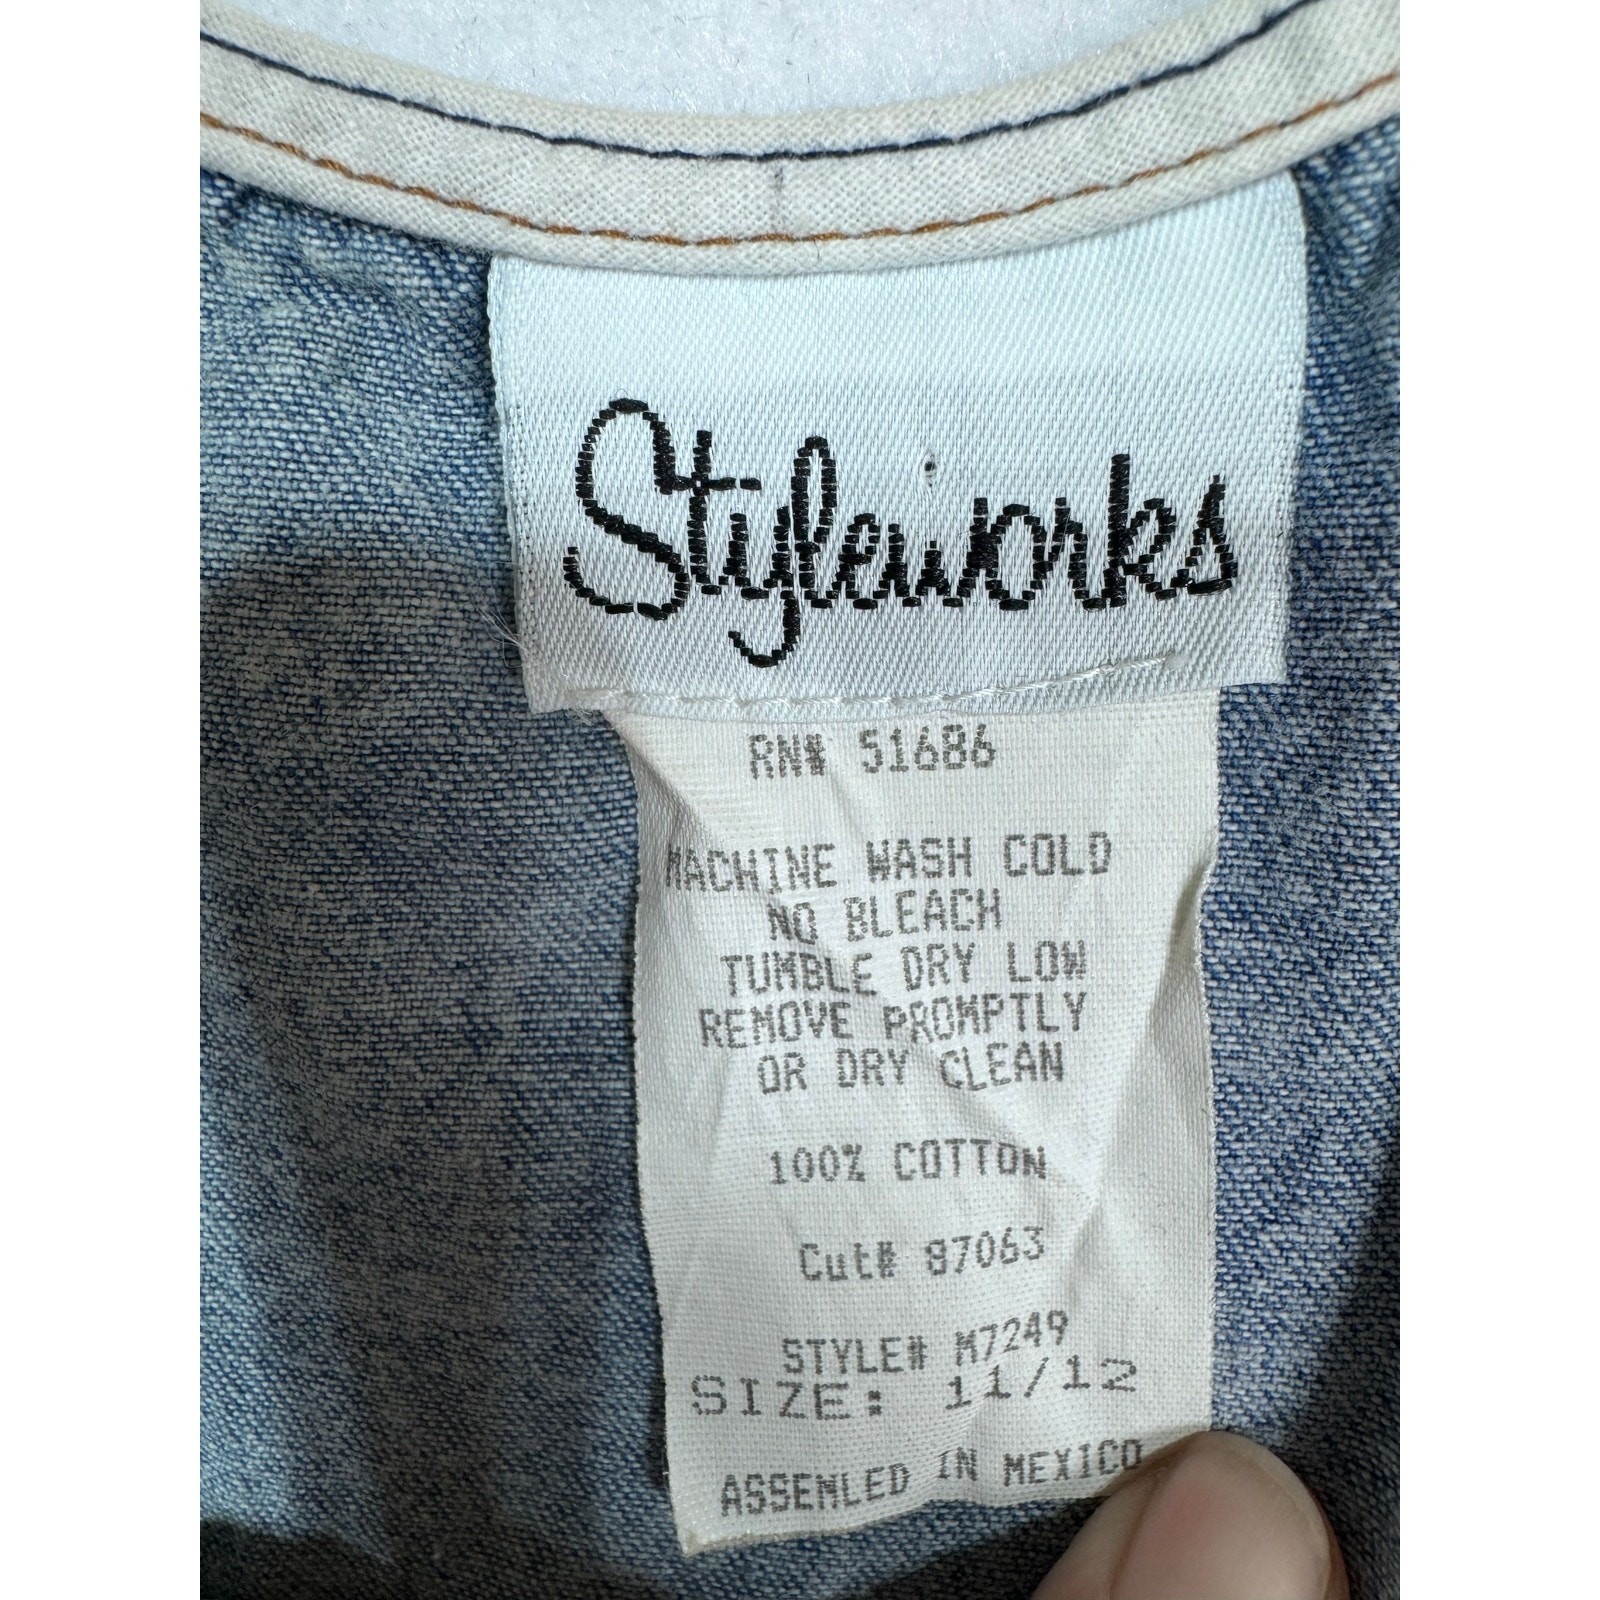 Styleworks
RN# 51686
MACHINE WASH COLD
NO BLEACH
TUMBLE DRY LOW
REMOVE PROMPTLY
OR DRY CLEAN
100% COTTON
Cut# 87063
STYLE# M7249
SIZE: 11/12
ASSEMLED IN MEXICO